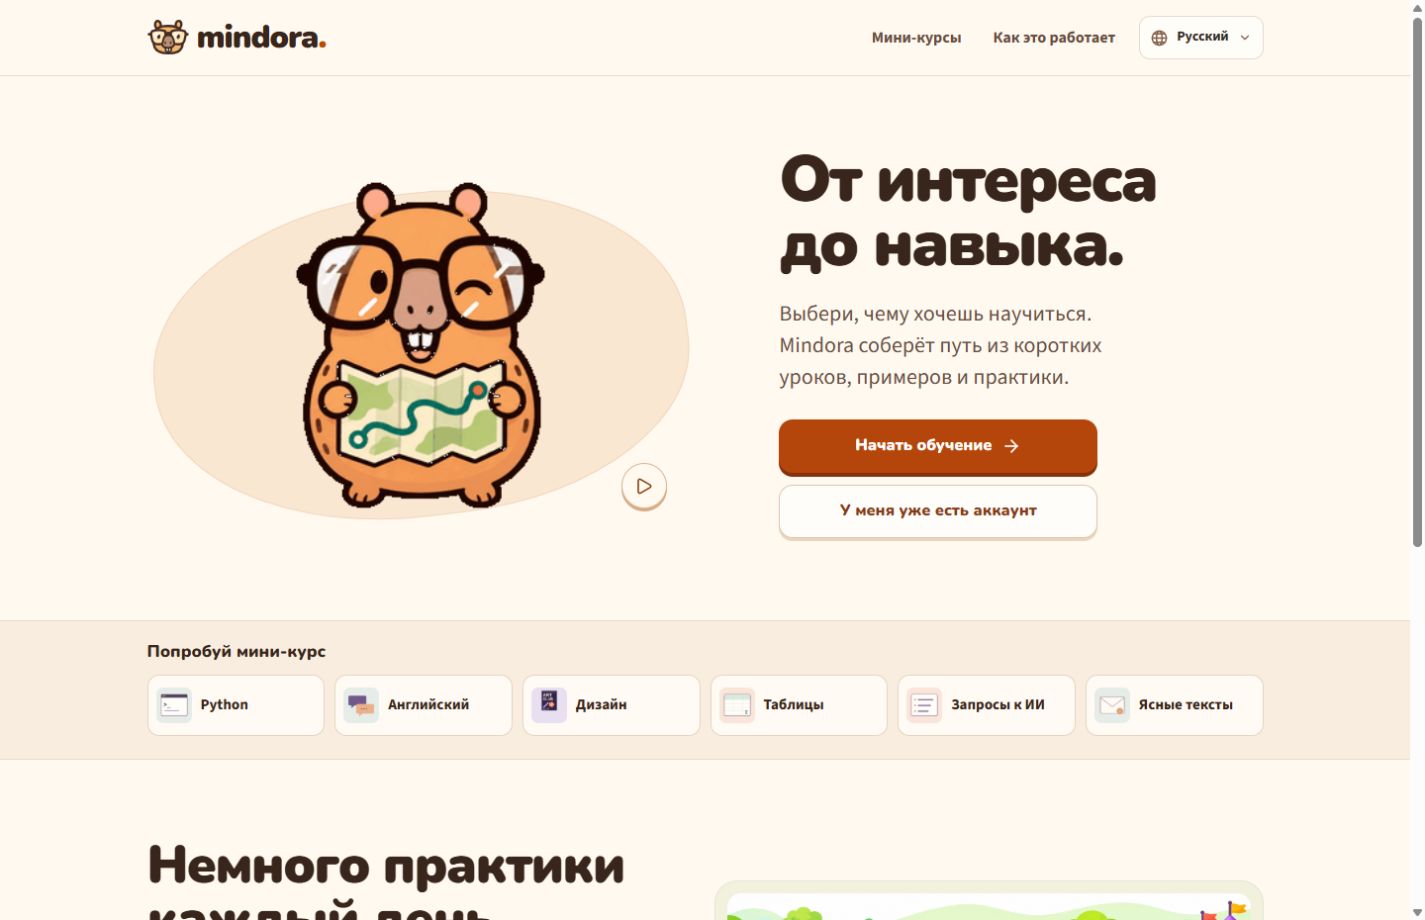 mindora.
Мини-курсы
Как это работает
Русский
От интереса
до навыка.
Выбери, чему хочешь научиться.
Mindora соберёт путь из коротких
уроков, примеров и практики.
Начать обучение
У меня уже есть аккаунт
Попробуй мини-курс
Python
Английский
Дизайн
Таблицы
Запросы к ИИ
Ясные тексты
Немного практики
каждый день